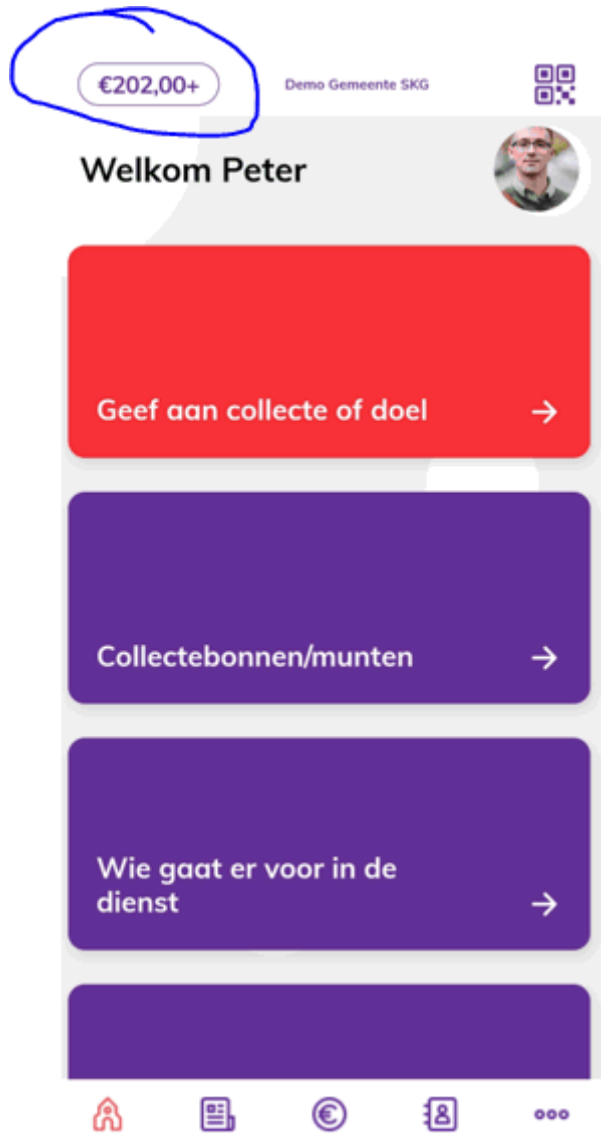 €202,00+
Demo Gemeente SKG
Welkom Peter
Geef aan collecte of doel
Collectebonnen/munten
Wie gaat er voor in de
dienst